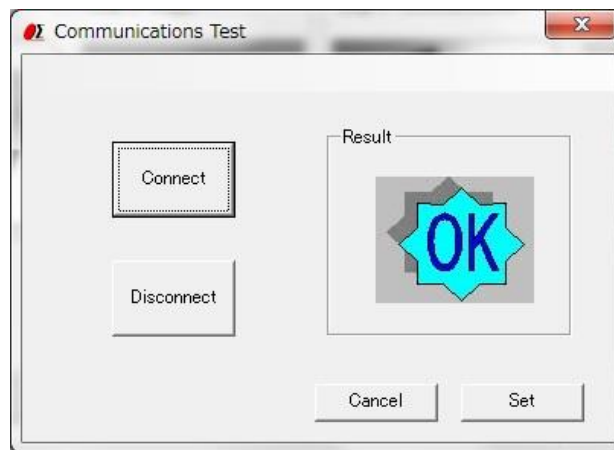 Communications Test
Connect
Result
OK
Disconnect
Cancel
Set